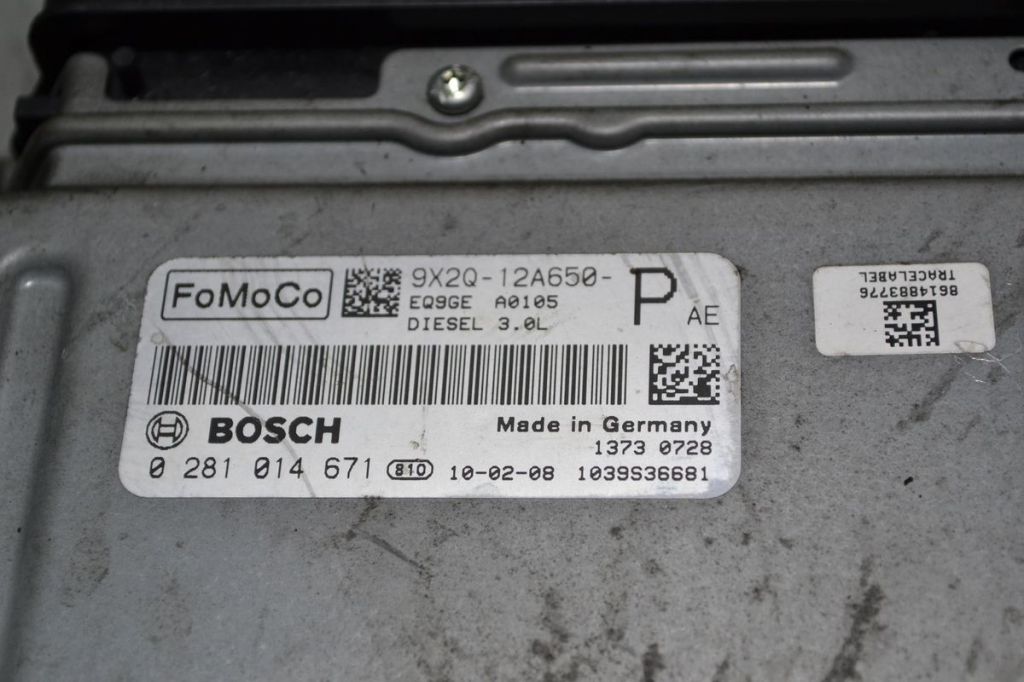 FoMoCo
9X2Q-12A650-
P
AE
EQ9GE A0105
DIESEL 3.0L
BOSCH
Made in Germany
1373 0728
0 281 014 671 810 10-02-08 1039S36681
8614883776
TRACELABEL